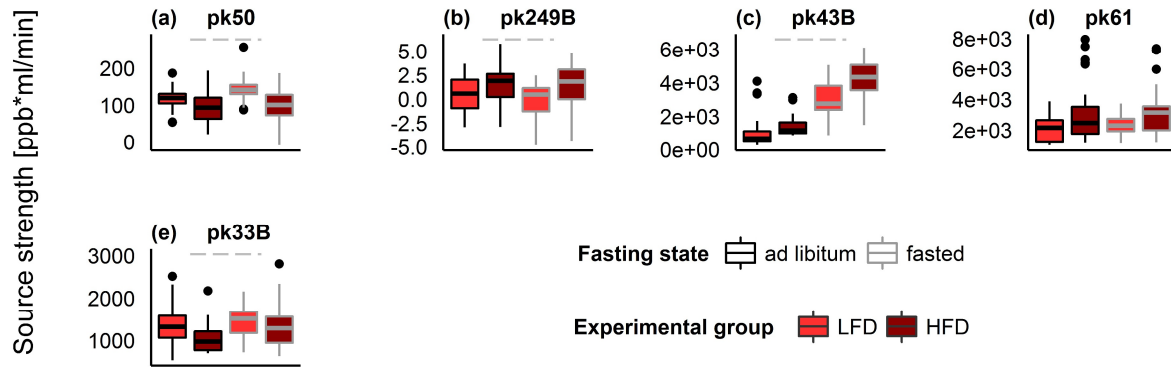 Source strength [ppb*ml/min]
(a) pk50
200
100
0
(b) pk249B
5.0
2.5
0.0
-2.5
-5.0
(c) pk43B
6e+03
4e+03
2e+03
0e+00
(d) pk61
8e+03
6e+03
4e+03
2e+03
(e) pk33B
3000
2000
1000
Fasting state ad libitum fasted
Experimental group LFD HFD